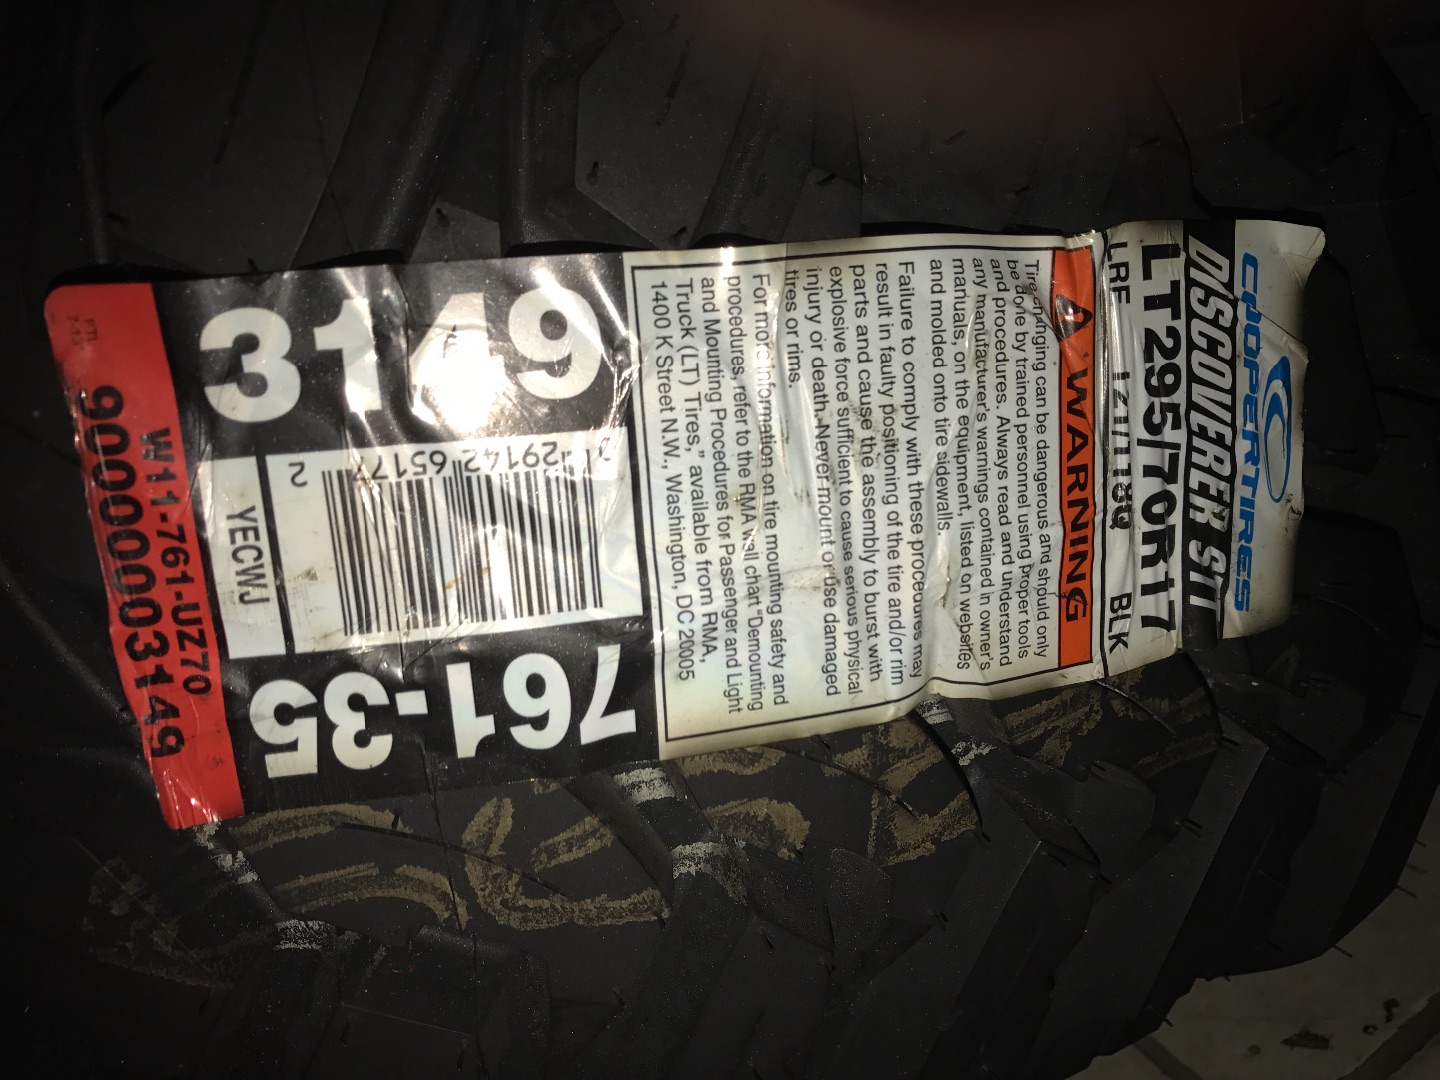 COOPERTIRES
DISCOVERER STT
LT295/70R17
LRE 121/118Q BLK
WARNING
Tire changing can be dangerous and should only
be done by trained personnel using proper tools
and procedures. Always read and understand
any manufacturer's warnings contained in owner's
manuals, on the equipment, listed on websites
and molded onto tire sidewalls.
Failure to comply with these procedures may
result in faulty positioning of the tire and/or rim
parts and cause the assembly to burst with
explosive force sufficient to cause serious physical
injury or death. Never mount or use damaged
tires or rims.
For more information on tire mounting safety and
procedures, refer to the RMA wall chart "Demounting
and Mounting Procedures for Passenger and Light
Truck (LT) Tires," available from RMA,
1400 K Street N.W., Washington, DC 20005
3149
29142 65177 2
YECWJ
761-35
W11-761-UZ70
90000003149